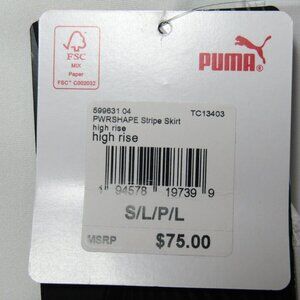 FSC
MIX
Paper
FSC® C002032
PUMA®
599631 04 TC13403
PWRSHAPE Stripe Skirt
high rise
high rise
1 94578 19739 9
S/L/P/L
MSRP $75.00